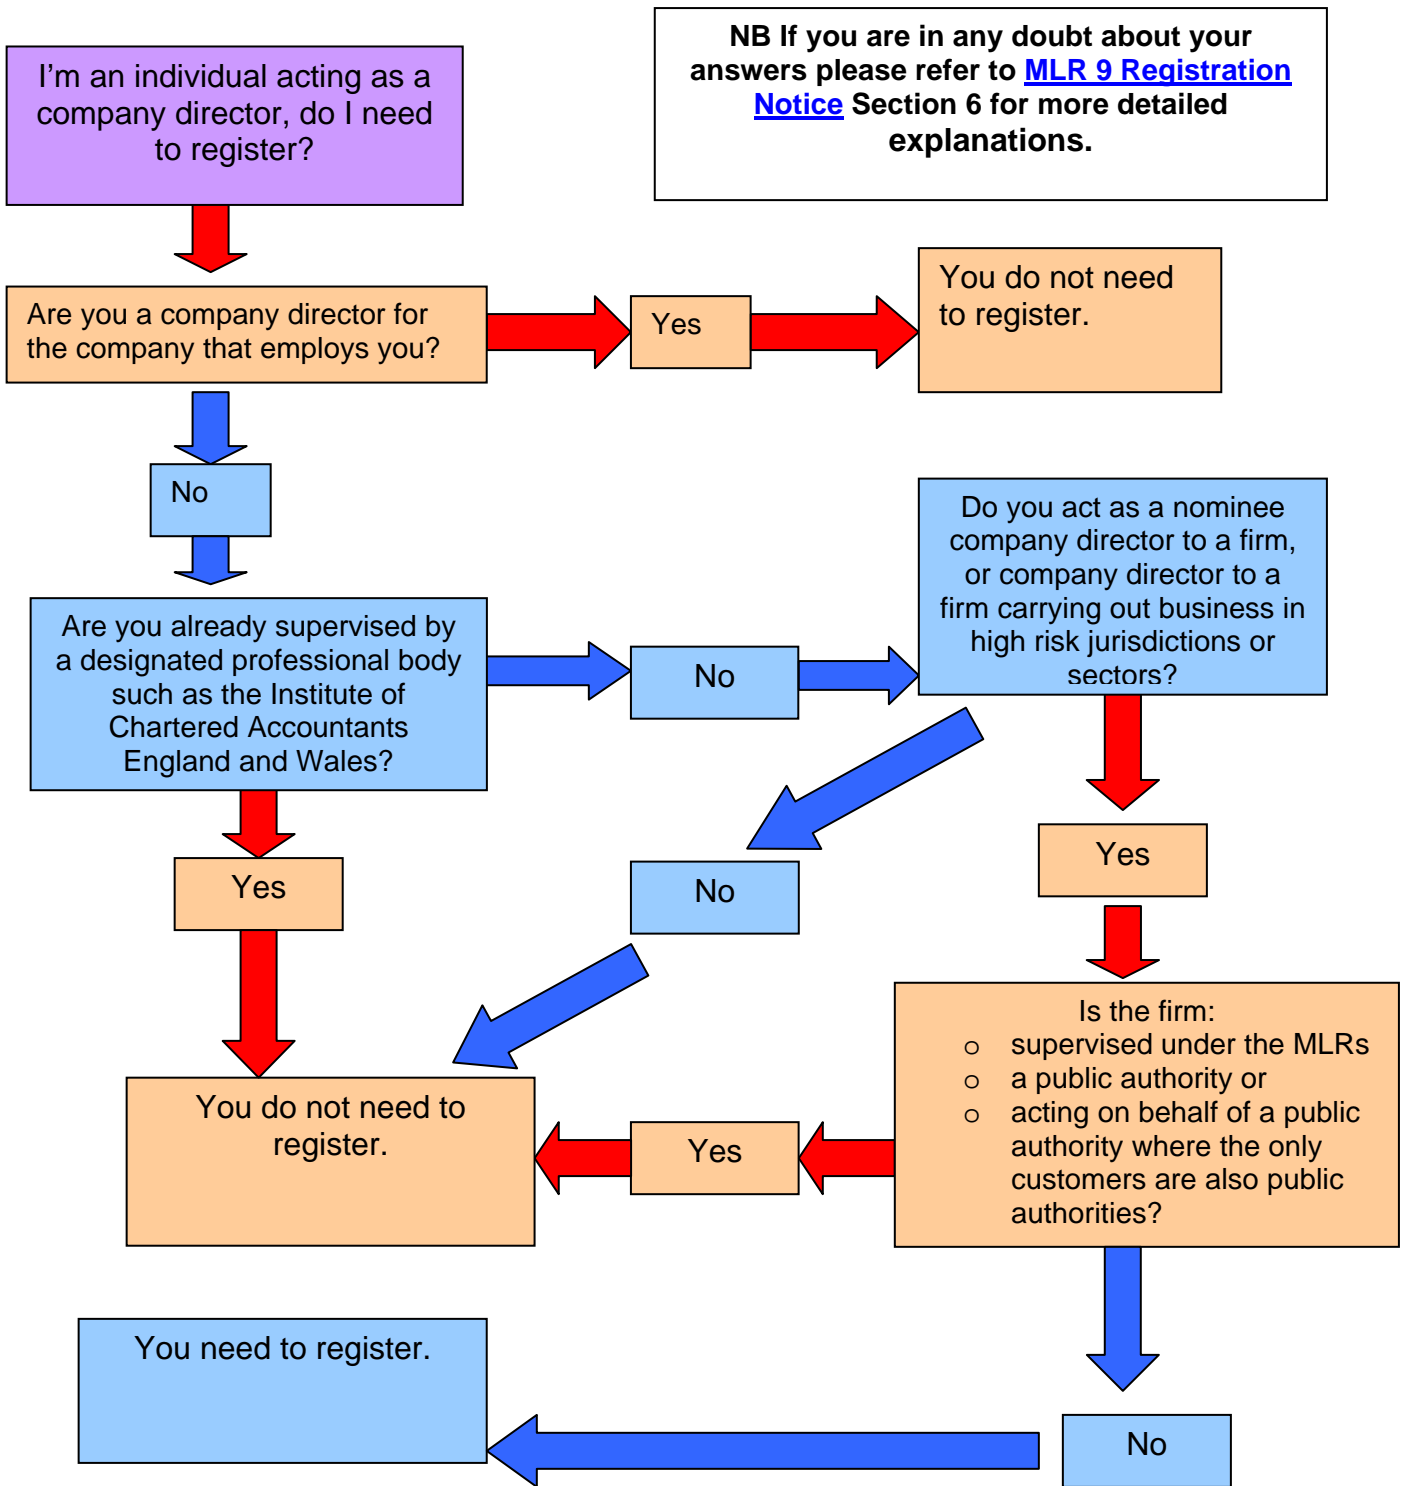 NB If you are in any doubt about your
answers please refer to MLR 9 Registration
Notice Section 6 for more detailed
explanations.
I'm an individual acting as a
company director, do I need
to register?
Are you a company director for
the company that employs you?
Yes
You do not need
to register.
No
Are you already supervised by
a designated professional body
such as the Institute of
Chartered Accountants
England and Wales?
No
Do you act as a nominee
company director to a firm,
or company director to a
firm carrying out business in
high risk jurisdictions or
sectors?
Yes
No
Yes
Is the firm:
o supervised under the MLRs
o a public authority or
o acting on behalf of a public
authority where the only
customers are also public
authorities?
Yes
You do not need to
register.
You need to register.
No